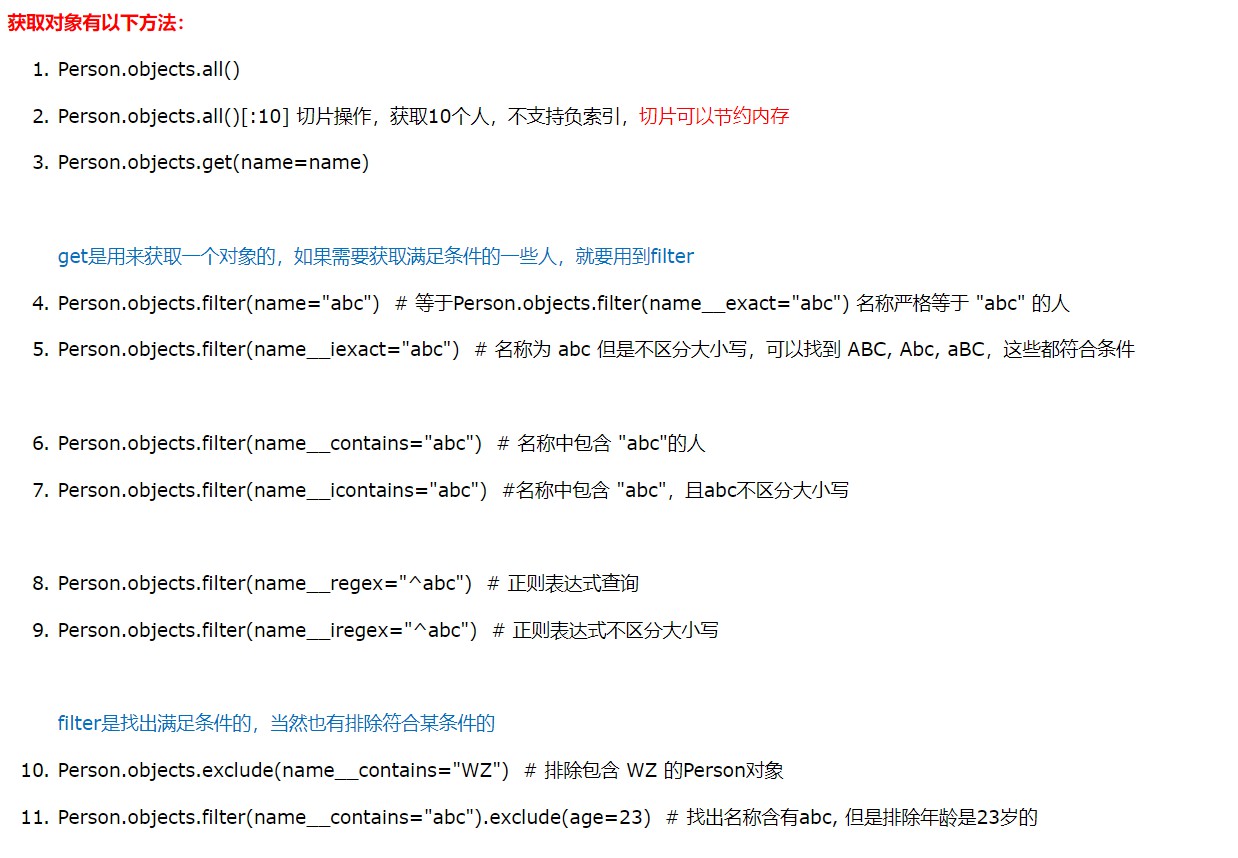 获取对象有以下方法：
1. Person.objects.all()
2. Person.objects.all()[:10] 切片操作，获取10个人，不支持负索引，切片可以节约内存
3. Person.objects.get(name=name)
get是用来获取一个对象的，如果需要获取满足条件的一些人，就要用到filter
4. Person.objects.filter(name="abc")  # 等于Person.objects.filter(name__exact="abc") 名称严格等于 "abc" 的人
5. Person.objects.filter(name__iexact="abc")  # 名称为 abc 但是不区分大小写，可以找到 ABC, Abc, aBC，这些都符合条件
6. Person.objects.filter(name__contains="abc")  # 名称中包含 "abc"的人
7. Person.objects.filter(name__icontains="abc")  #名称中包含 "abc"，且abc不区分大小写
8. Person.objects.filter(name__regex="^abc")  # 正则表达式查询
9. Person.objects.filter(name__iregex="^abc")  # 正则表达式不区分大小写
filter是找出满足条件的，当然也有排除符合某条件的
10. Person.objects.exclude(name__contains="WZ")  # 排除包含 WZ 的Person对象
11. Person.objects.filter(name__contains="abc").exclude(age=23)  # 找出名称含有abc, 但是排除年龄是23岁的